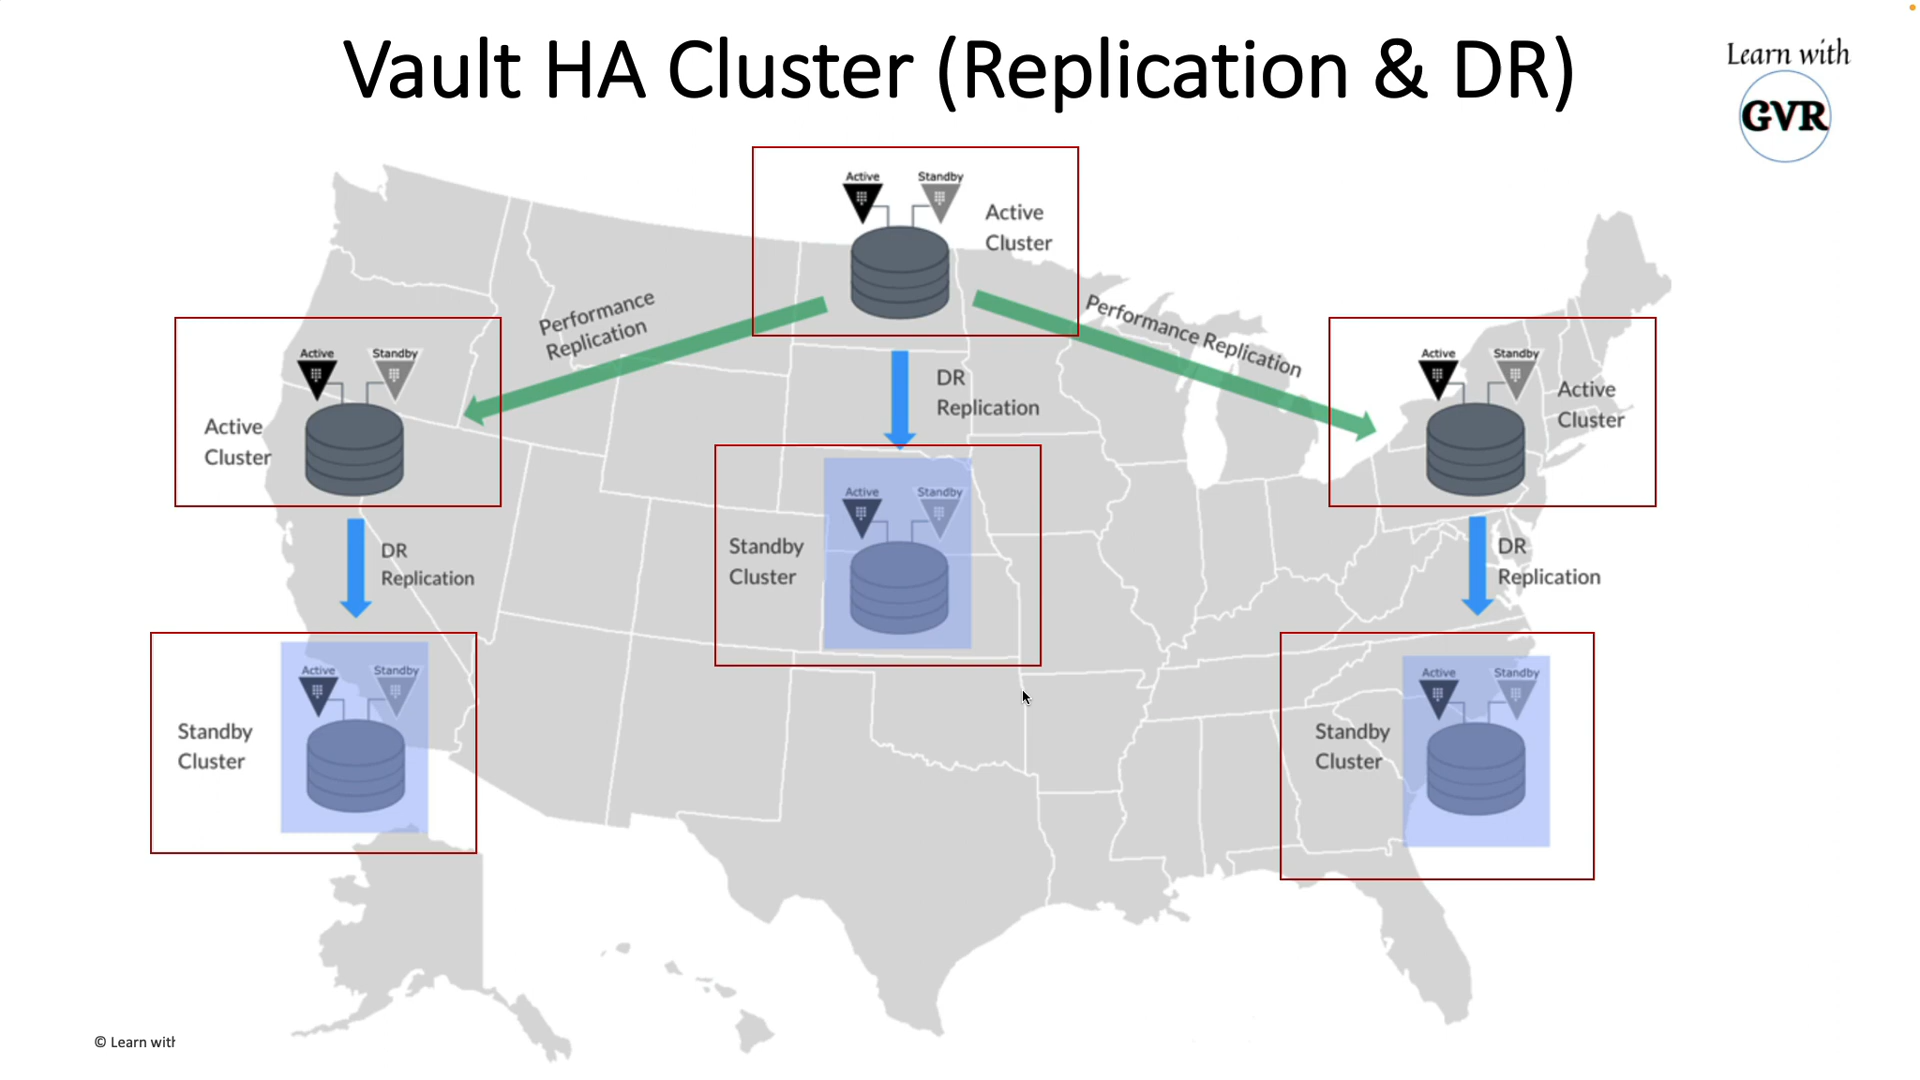 Vault HA Cluster (Replication & DR)
Learn with
GVR
Active
Standby
Active
Cluster
Performance
Replication
Performance Replication
Active
Standby
Active
Cluster
DR
Replication
Active
Standby
Active
Cluster
DR
Replication
Active
Standby
Standby
Cluster
DR
Replication
Active
Standby
Standby
Cluster
Active
Standby
Standby
Cluster
© Learn with